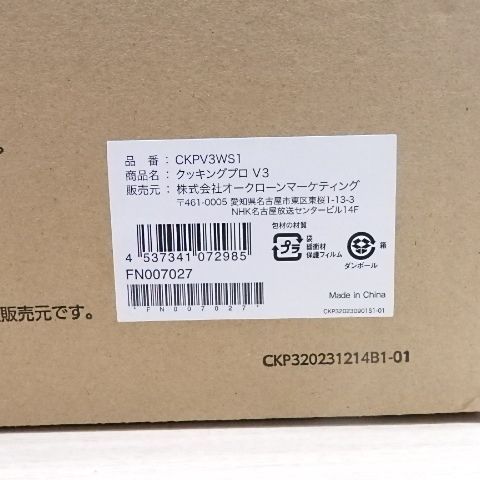 品 番 : CKPV3WS1
商品名 : クッキングプロ V3
販売元 : 株式会社オークローンマーケティング
〒461-0005 愛知県名古屋市東区東桜1-13-3
NHK名古屋放送センタービル14F
包材の材質
プラ
袋
緩衝材
保護フィルム
箱
ダンボール
4 537341 072985
FN007027
*FN007027*
Made in China
CKP320230901S1-01
販売元です。
CKP320231214B1-01